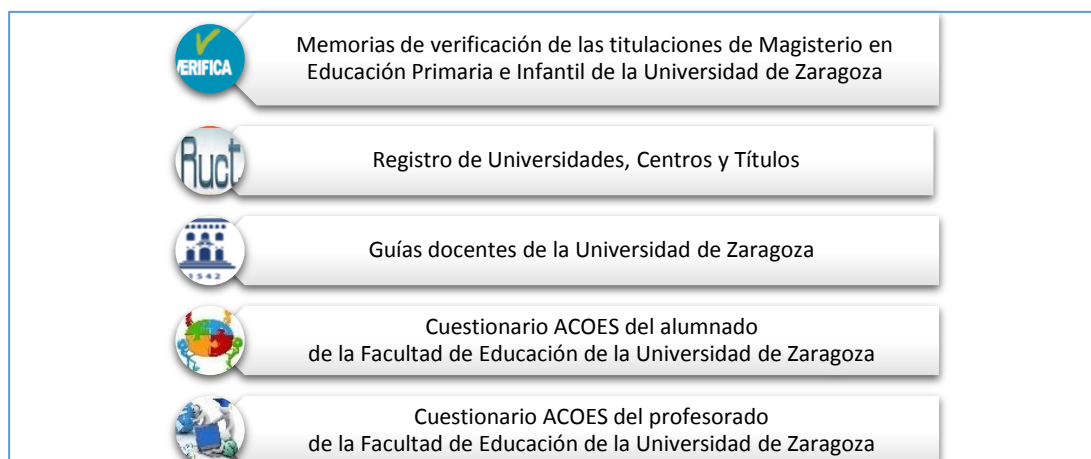 VERIFICA
Memorias de verificación de las titulaciones de Magisterio en
Educación Primaria e Infantil de la Universidad de Zaragoza
Ruct
Registro de Universidades, Centros y Títulos
1542
Guías docentes de la Universidad de Zaragoza
Cuestionario ACOES del alumnado
de la Facultad de Educación de la Universidad de Zaragoza
Cuestionario ACOES del profesorado
de la Facultad de Educación de la Universidad de Zaragoza